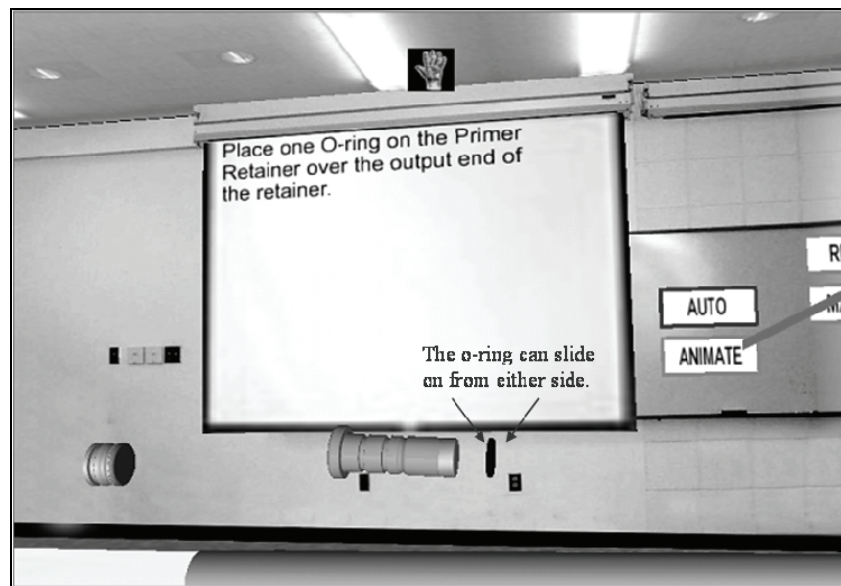 Place one O-ring on the Primer
Retainer over the output end of
the retainer.
AUTO
ANIMATE
The o-ring can slide
on from either side.